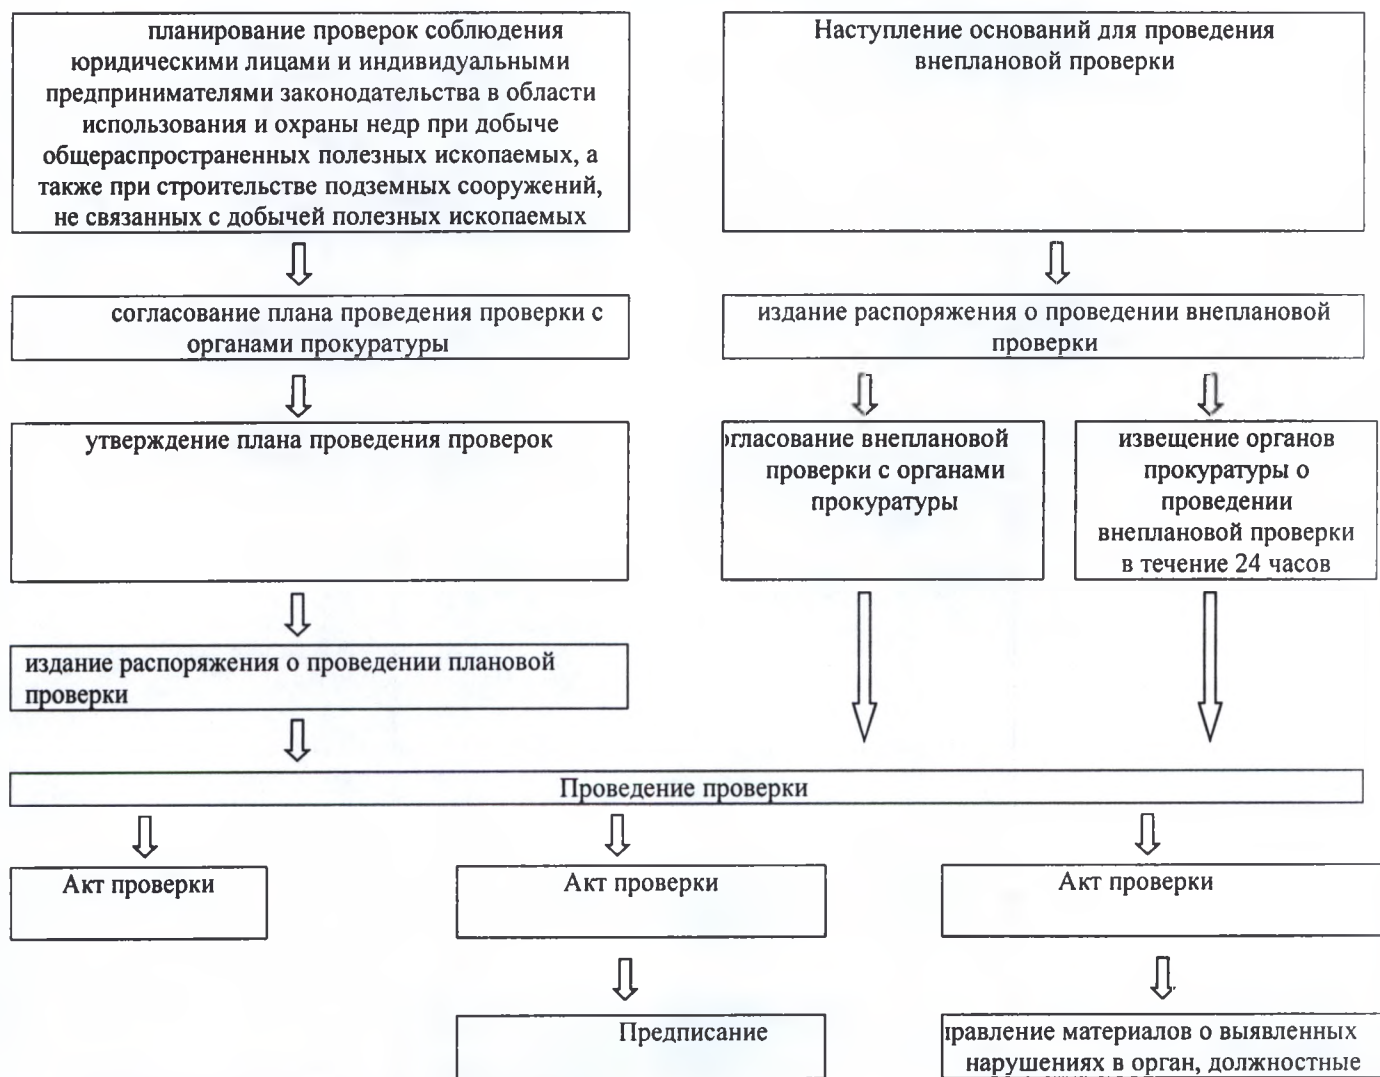 планирование проверок соблюдения
юридическими лицами и индивидуальными
предпринимателями законодательства в области
использования и охраны недр при добыче
общераспространенных полезных ископаемых, а
также при строительстве подземных сооружений,
не связанных с добычей полезных ископаемых
Наступление оснований для проведения
внеплановой проверки
согласование плана проведения проверки с
органами прокуратуры
издание распоряжения о проведении внеплановой
проверки
утверждение плана проведения проверок
огласование внеплановой
проверки с органами
прокуратуры
извещение органов
прокуратуры о
проведении
внеплановой проверки
в течение 24 часов
издание распоряжения о проведении плановой
проверки
Проведение проверки
Акт проверки
Акт проверки
Акт проверки
Предписание
правление материалов о выявленных
нарушениях в орган, должностные